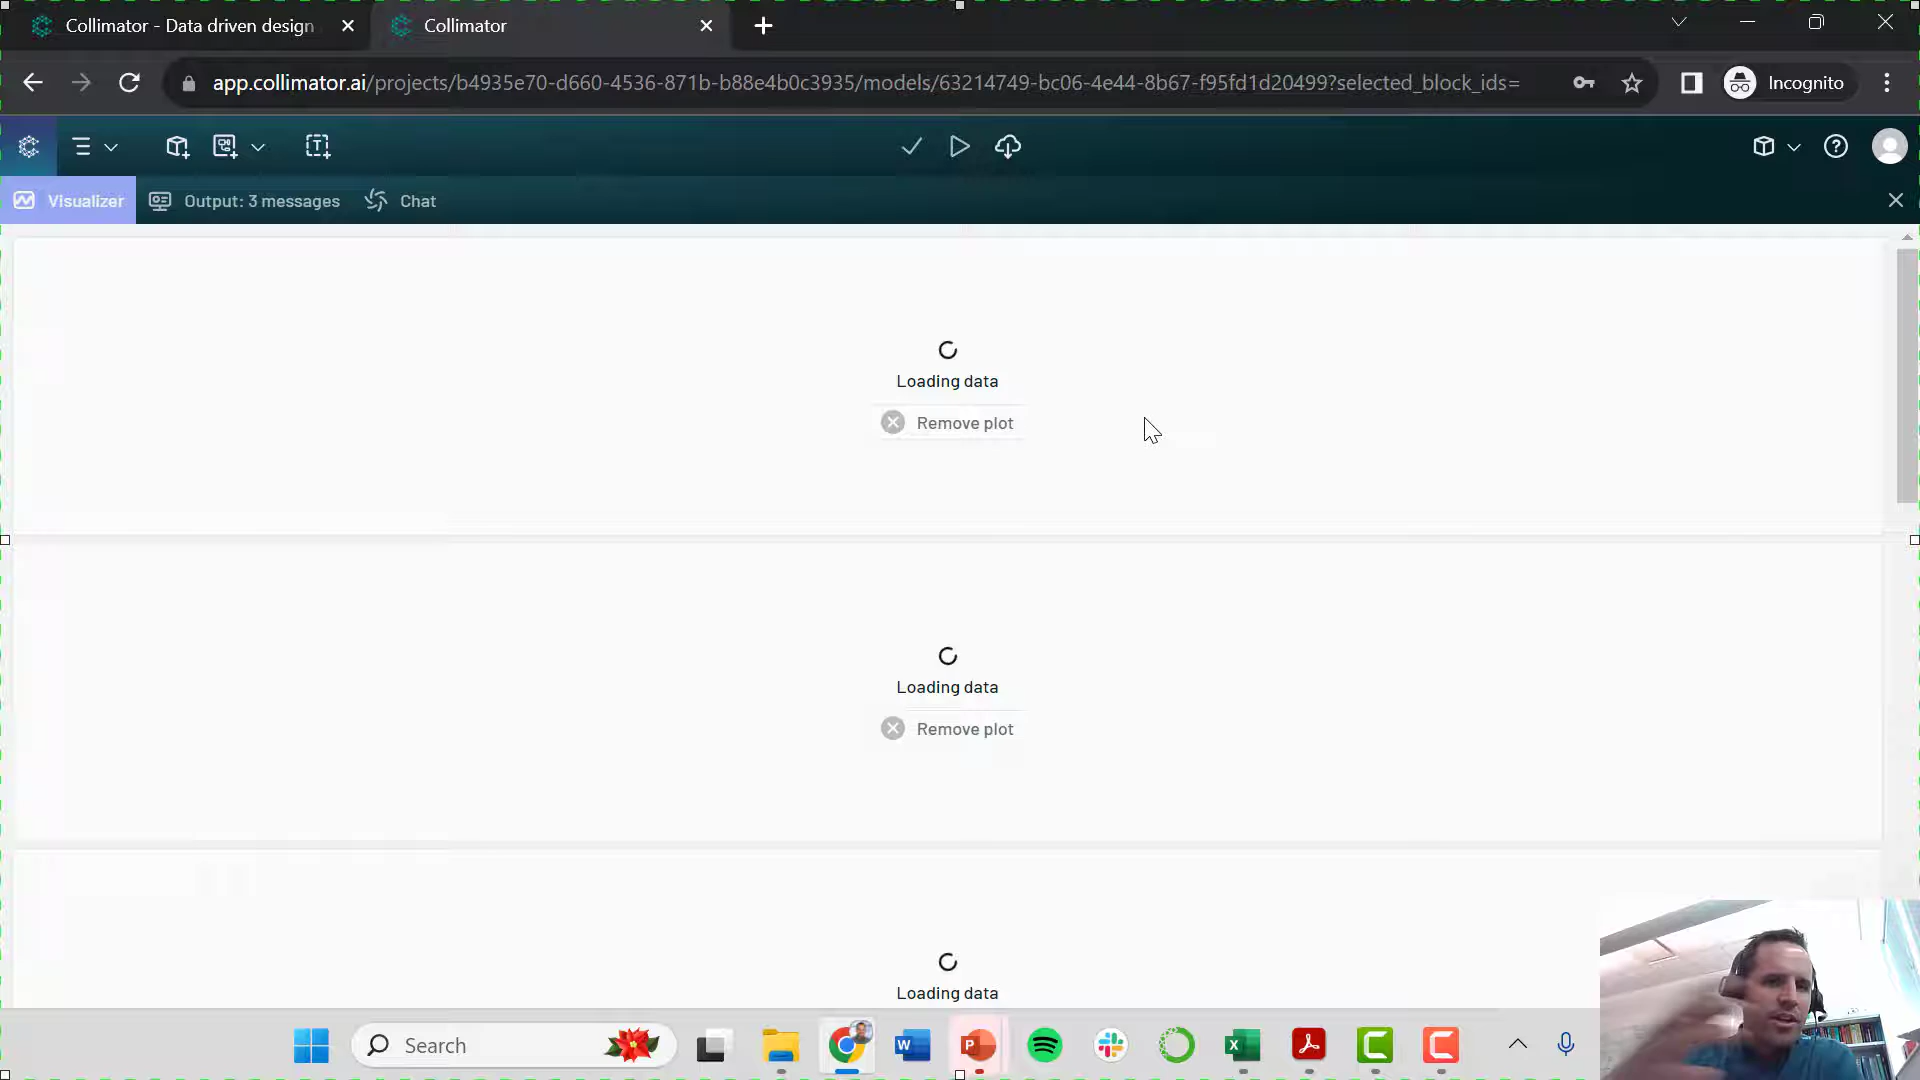 Collimator - Data driven design
Collimator
app.collimator.ai/projects/b4935e70-d660-4536-871b-b88e4b0c3935/models/63214749-bc06-4e44-8b67-f95fd1d20499?selected_block_ids=
Incognito
Visualizer
Output: 3 messages
Chat
Loading data
Remove plot
Loading data
Remove plot
Loading data
Search